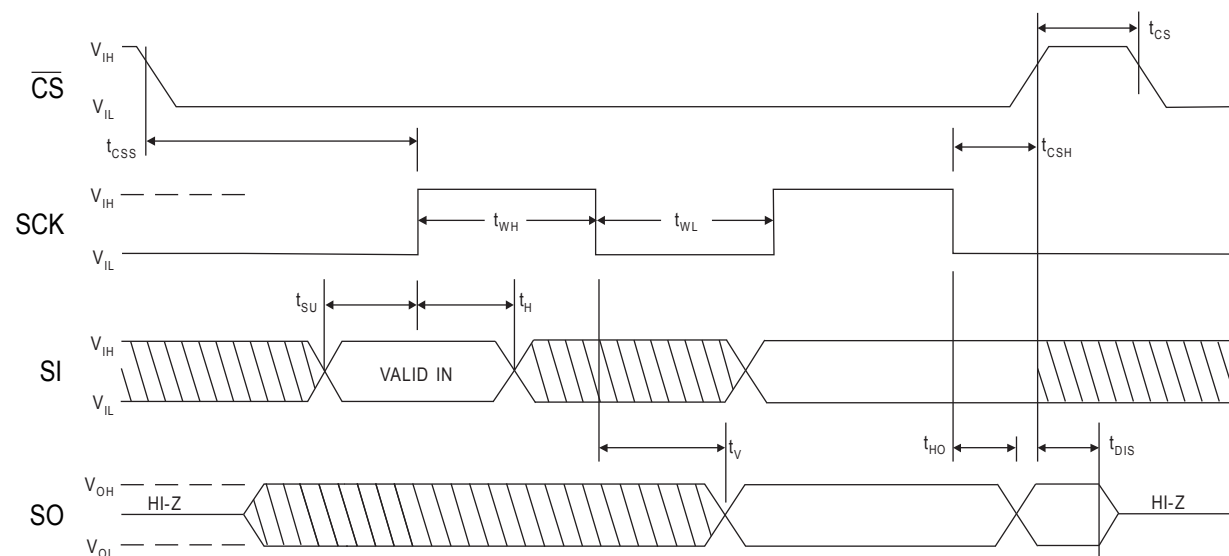 t_CS
V_IH
CS
V_IL
t_CSS
t_CSH
V_IH
SCK
t_WH
t_WL
V_IL
t_SU
t_H
V_IH
SI
VALID IN
V_IL
t_V
t_HO
t_DIS
V_OH
SO
HI-Z
HI-Z
V_OL